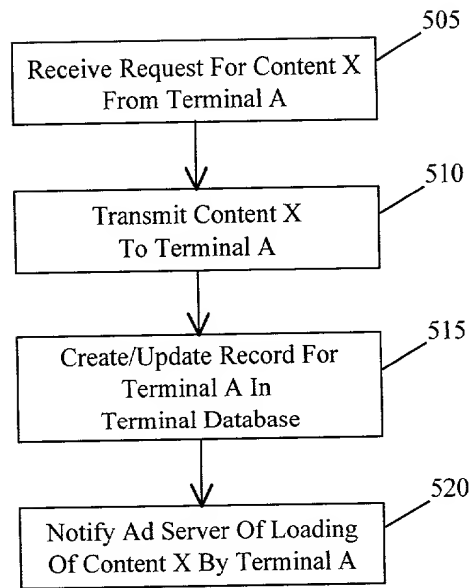 505
Receive Request For Content X
From Terminal A
510
Transmit Content X
To Terminal A
515
Create/Update Record For
Terminal A In
Terminal Database
520
Notify Ad Server Of Loading
Of Content X By Terminal A